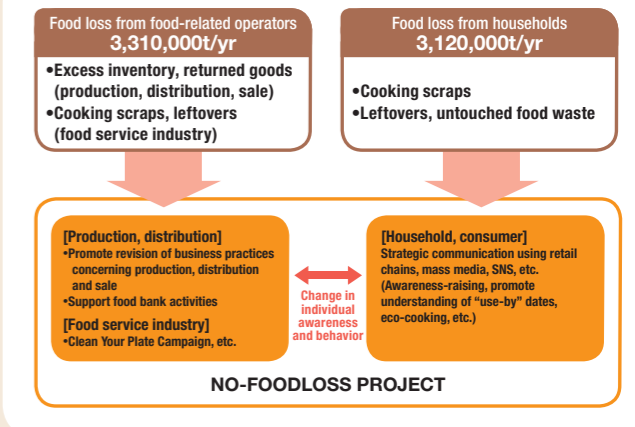 Food loss from food-related operators
3,310,000t/yr
•Excess inventory, returned goods
(production, distribution, sale)
•Cooking scraps, leftovers
(food service industry)
Food loss from households
3,120,000t/yr
•Cooking scraps
•Leftovers, untouched food waste
[Production, distribution]
•Promote revision of business practices
concerning production, distribution
and sale
•Support food bank activities
[Food service industry]
•Clean Your Plate Campaign, etc.
Change in
individual
awareness
and behavior
[Household, consumer]
Strategic communication using retail
chains, mass media, SNS, etc.
(Awareness-raising, promote
understanding of “use-by” dates,
eco-cooking, etc.)
NO-FOODLOSS PROJECT